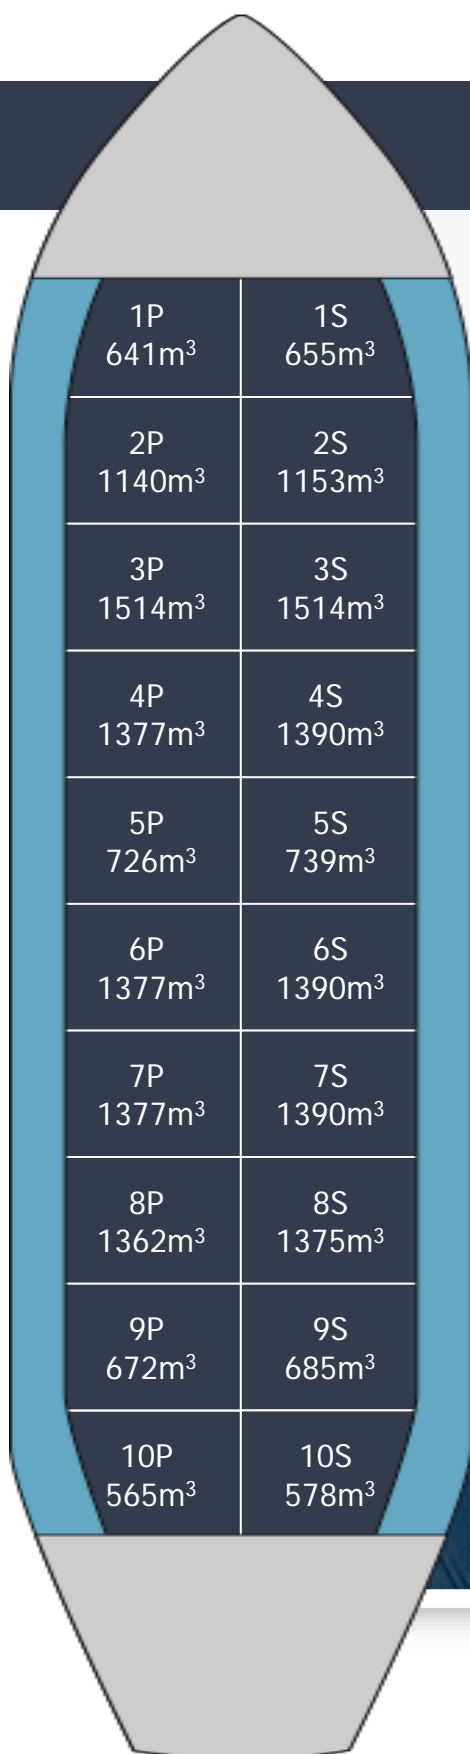 1P 1S
641m³ 655m³
2P 2S
1140m³ 1153m³
3P 3S
1514m³ 1514m³
4P 4S
1377m³ 1390m³
5P 5S
726m³ 739m³
6P 6S
1377m³ 1390m³
7P 7S
1377m³ 1390m³
8P 8S
1362m³ 1375m³
9P 9S
672m³ 685m³
10P 10S
565m³ 578m³